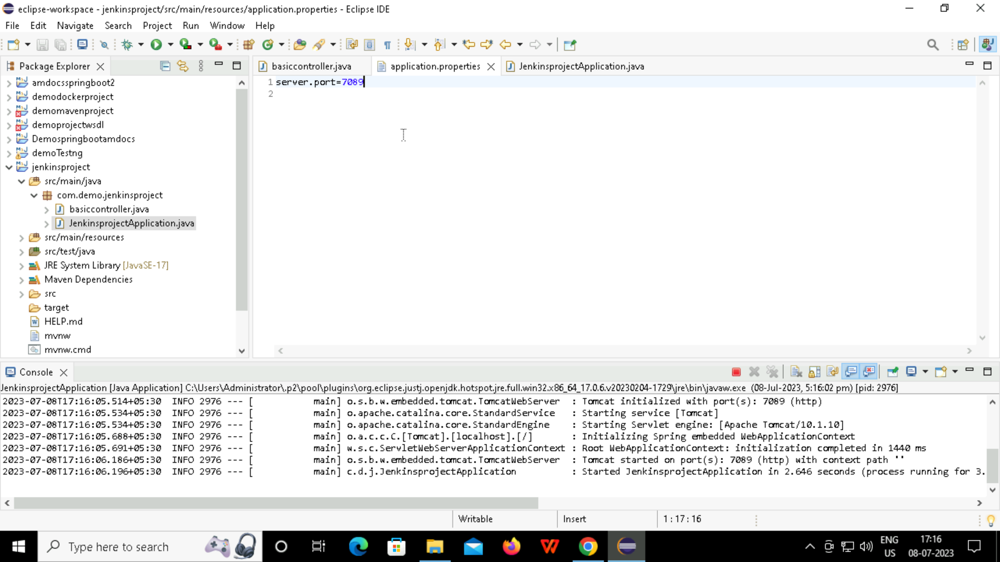 eclipse-workspace - jenkinsproject/src/main/resources/application.properties - Eclipse IDE
File Edit Navigate Search Project Run Window Help
Package Explorer
basiccontroller.java
application.properties
JenkinsprojectApplication.java
amdocsspringboot2
demodockerproject
demomavenproject
demoprojectwsdl
Demospringbootamdocs
demoTestng
jenkinsproject
src/main/java
com.demo.jenkinsproject
basiccontroller.java
JenkinsprojectApplication.java
src/main/resources
src/test/java
JRE System Library [JavaSE-17]
Maven Dependencies
src
target
HELP.md
mvnw
mvnw.cmd
1 server.port=7089
2
Console
JenkinsprojectApplication [Java Application] C:\Users\Administrator\.p2\pool\plugins\org.eclipse.justj.openjdk.hotspot.jre.full.win32.x86_64_17.0.6.v20230204-1729\jre\bin\javaw.exe (08-Jul-2023, 5:16:02 pm) [pid: 2976]
2023-07-08T17:16:05.514+05:30 INFO 2976 --- [ main] o.s.b.w.embedded.tomcat.TomcatWebServer : Tomcat initialized with port(s): 7089 (http)
2023-07-08T17:16:05.534+05:30 INFO 2976 --- [ main] o.apache.catalina.core.StandardService : Starting service [Tomcat]
2023-07-08T17:16:05.534+05:30 INFO 2976 --- [ main] o.apache.catalina.core.StandardEngine : Starting Servlet engine: [Apache Tomcat/10.1.10]
2023-07-08T17:16:05.688+05:30 INFO 2976 --- [ main] o.a.c.c.C.[Tomcat].[localhost].[/] : Initializing Spring embedded WebApplicationContext
2023-07-08T17:16:05.691+05:30 INFO 2976 --- [ main] w.s.c.ServletWebServerApplicationContext : Root WebApplicationContext: initialization completed in 1440 ms
2023-07-08T17:16:06.186+05:30 INFO 2976 --- [ main] o.s.b.w.embedded.tomcat.TomcatWebServer : Tomcat started on port(s): 7089 (http) with context path ''
2023-07-08T17:16:06.196+05:30 INFO 2976 --- [ main] c.d.j.JenkinsprojectApplication : Started JenkinsprojectApplication in 2.646 seconds (process running for 3.
Writable
Insert
1 : 17 : 16
Type here to search
ENG
US
17:16
08-07-2023